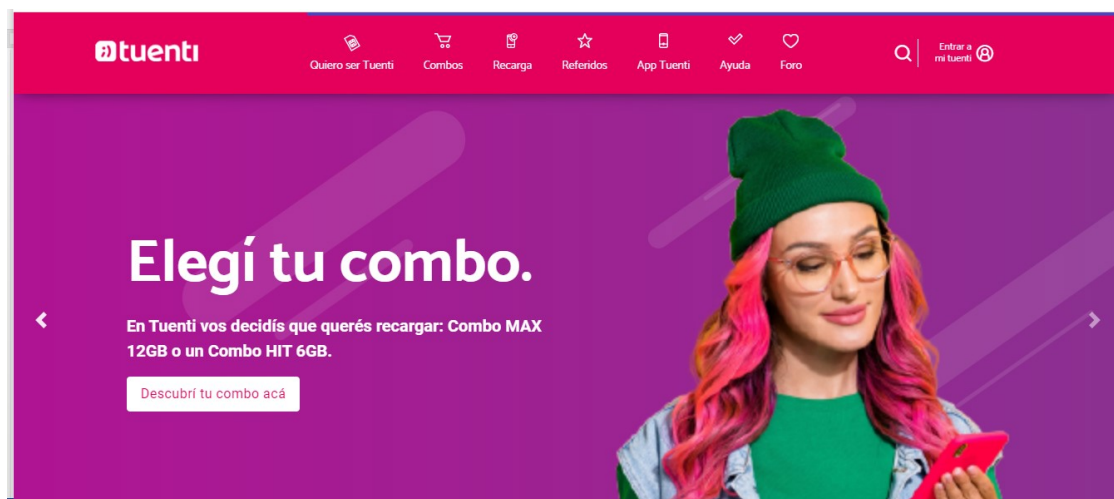 tuenti
Quiero ser Tuenti
Combos
Recarga
Referidos
App Tuenti
Ayuda
Foro
Entrar a
mi tuenti
Elegí tu combo.
En Tuenti vos decidís que querés recargar: Combo MAX
12GB o un Combo HIT 6GB.
Descubrí tu combo acá